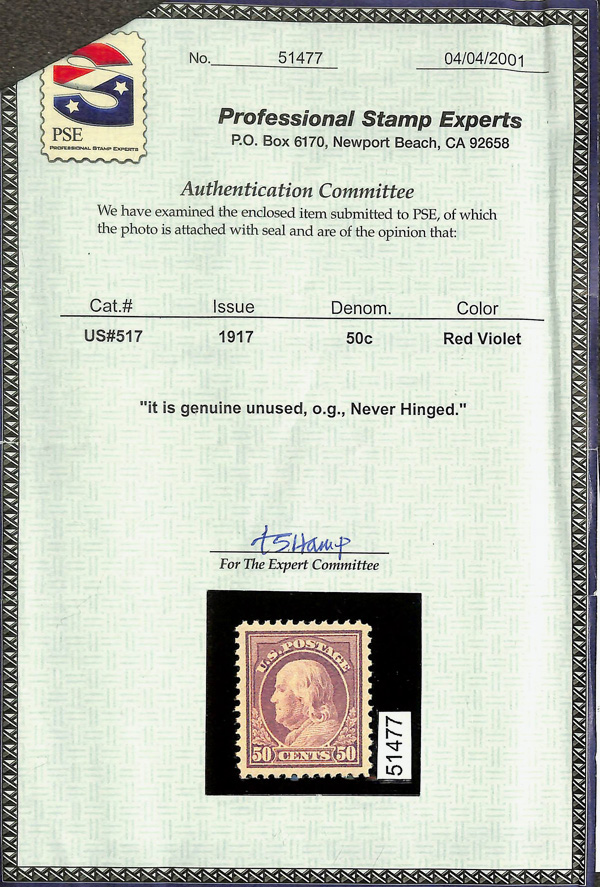 No. 51477 04/04/2001
PSE
PROFESSIONAL STAMP EXPERTS
Professional Stamp Experts
P.O. Box 6170, Newport Beach, CA 92658
Authentication Committee
We have examined the enclosed item submitted to PSE, of which
the photo is attached with seal and are of the opinion that:
Cat.# Issue Denom. Color
US#517 1917 50c Red Violet
"it is genuine unused, o.g., Never Hinged."
For The Expert Committee
U.S. POSTAGE
50 CENTS 50
51477